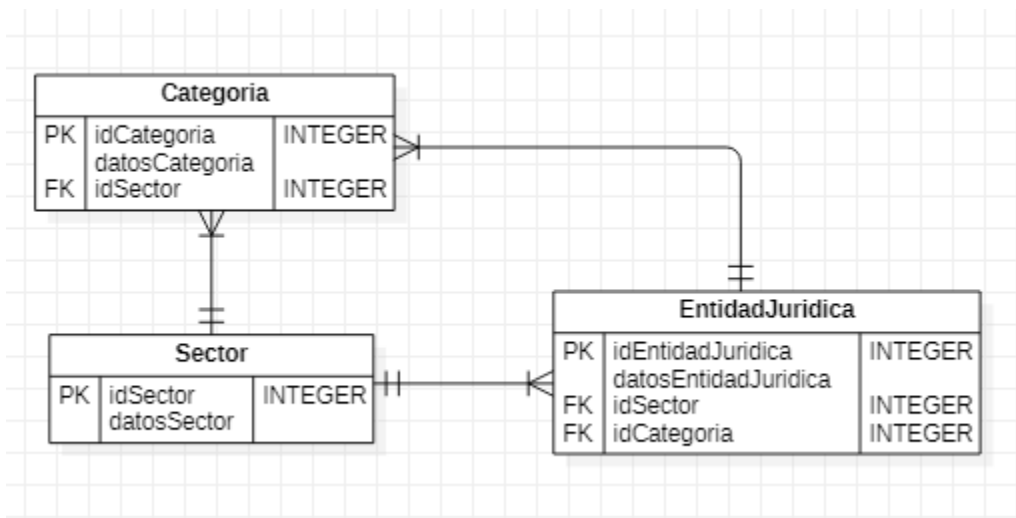 Categoria
PK idCategoria INTEGER
datosCategoria
FK idSector INTEGER
Sector
PK idSector INTEGER
datosSector
EntidadJuridica
PK idEntidadJuridica INTEGER
datosEntidadJuridica
FK idSector INTEGER
FK idCategoria INTEGER